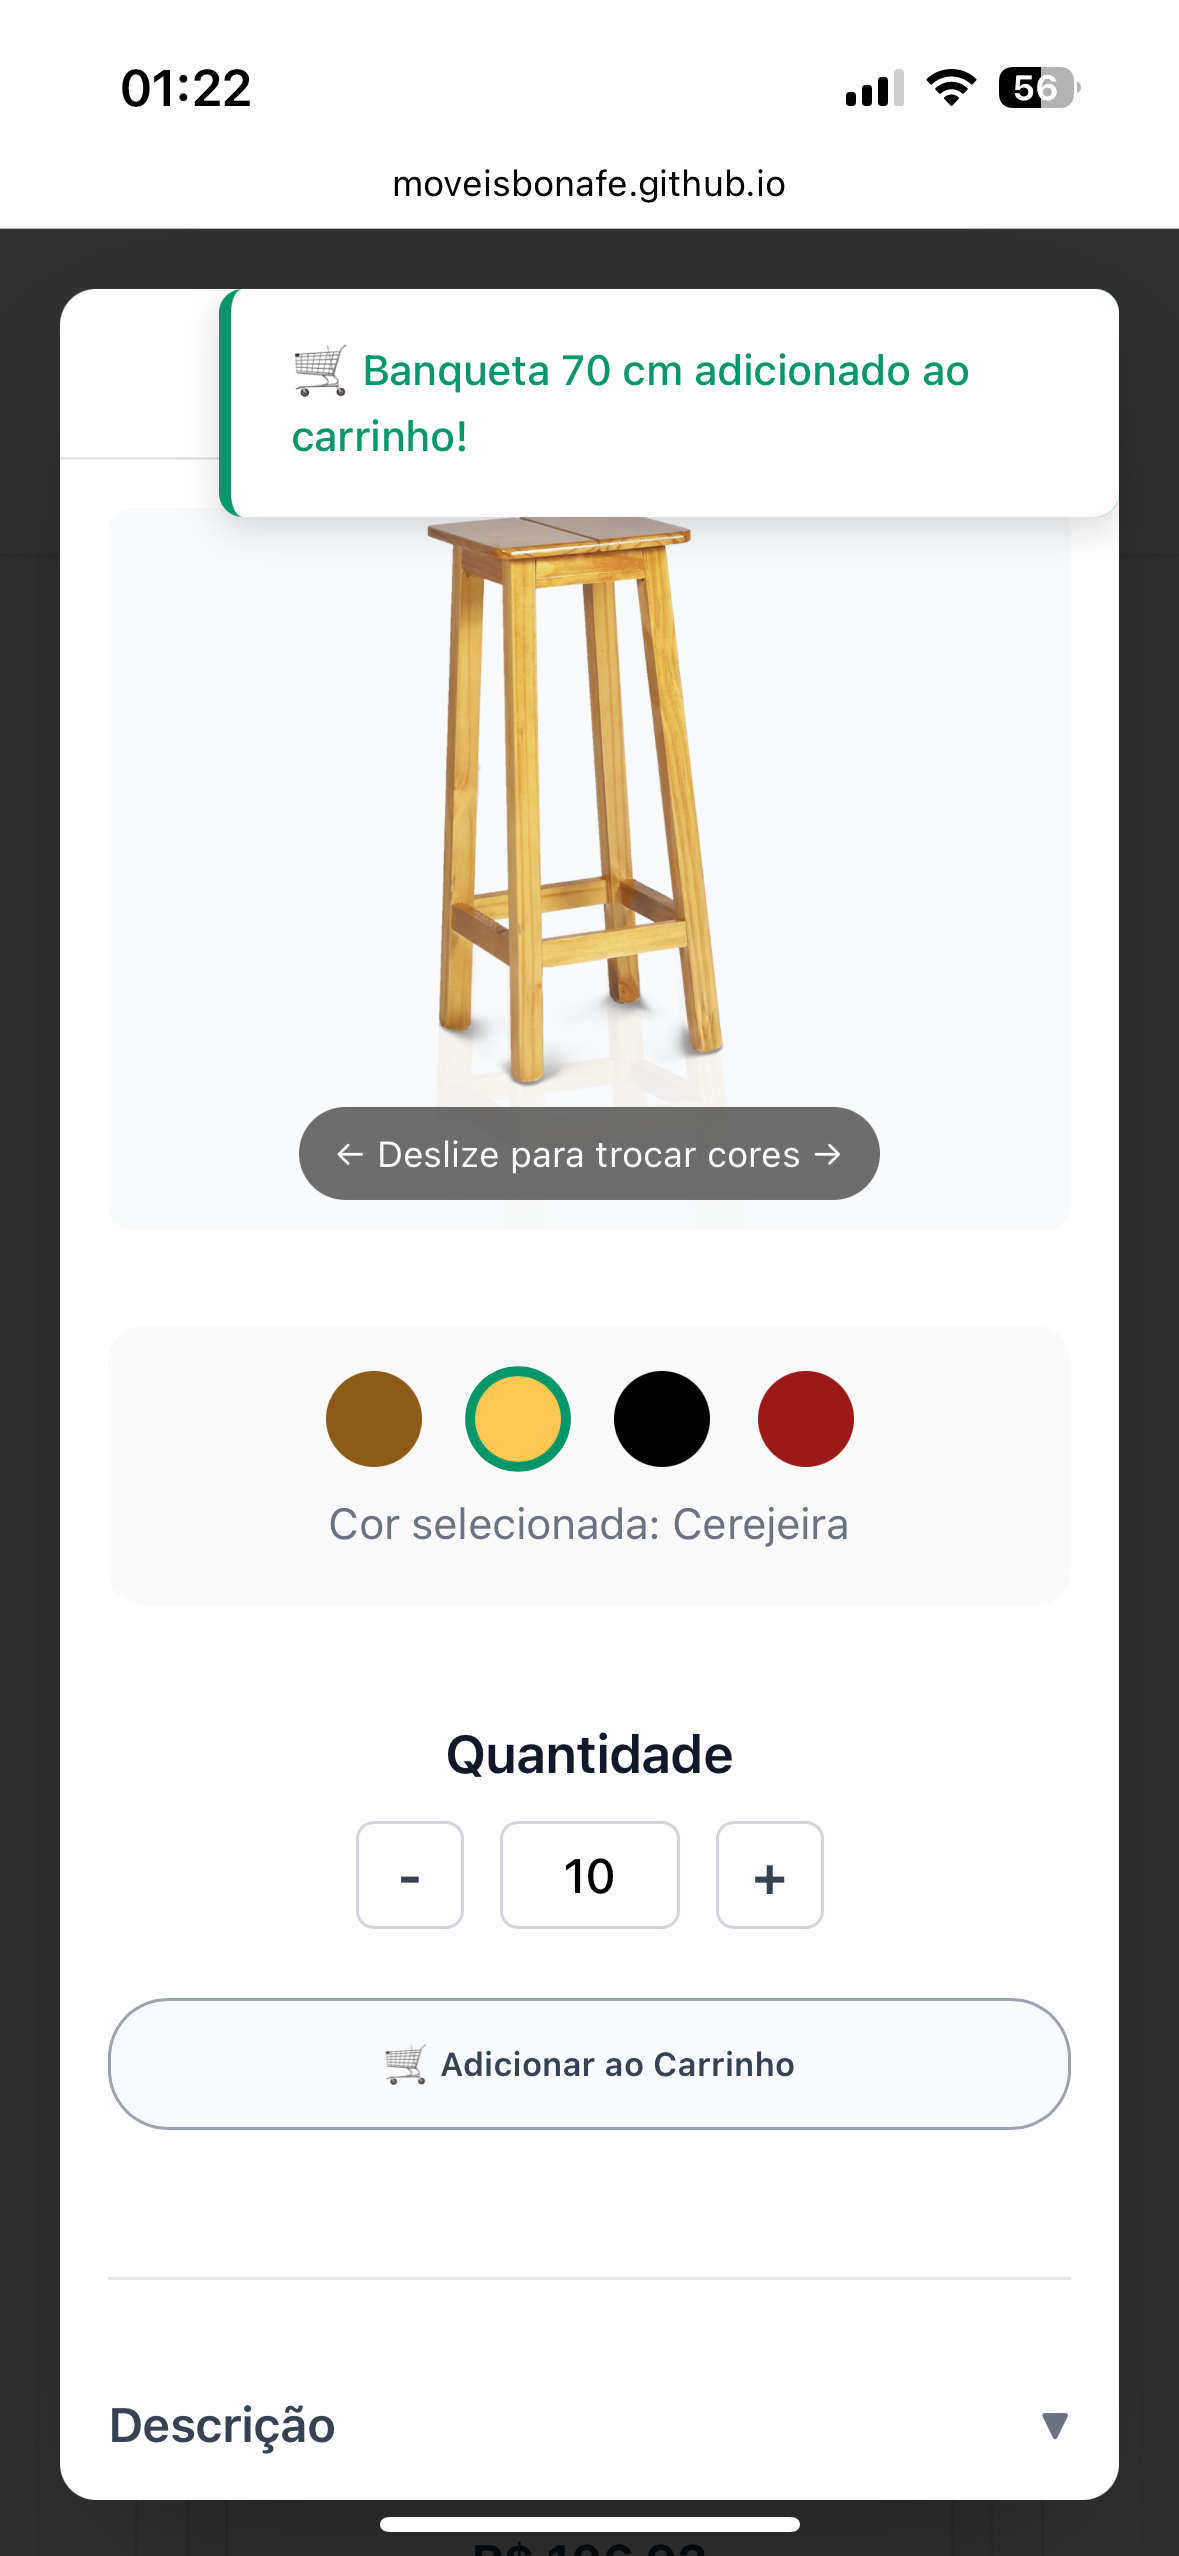 01:22
56
moveisbonafe.github.io
🛒 Banqueta 70 cm adicionado ao
carrinho!
← Deslize para trocar cores →
Cor selecionada: Cerejeira
Quantidade
- 10 +
🛒 Adicionar ao Carrinho
Descrição ▼